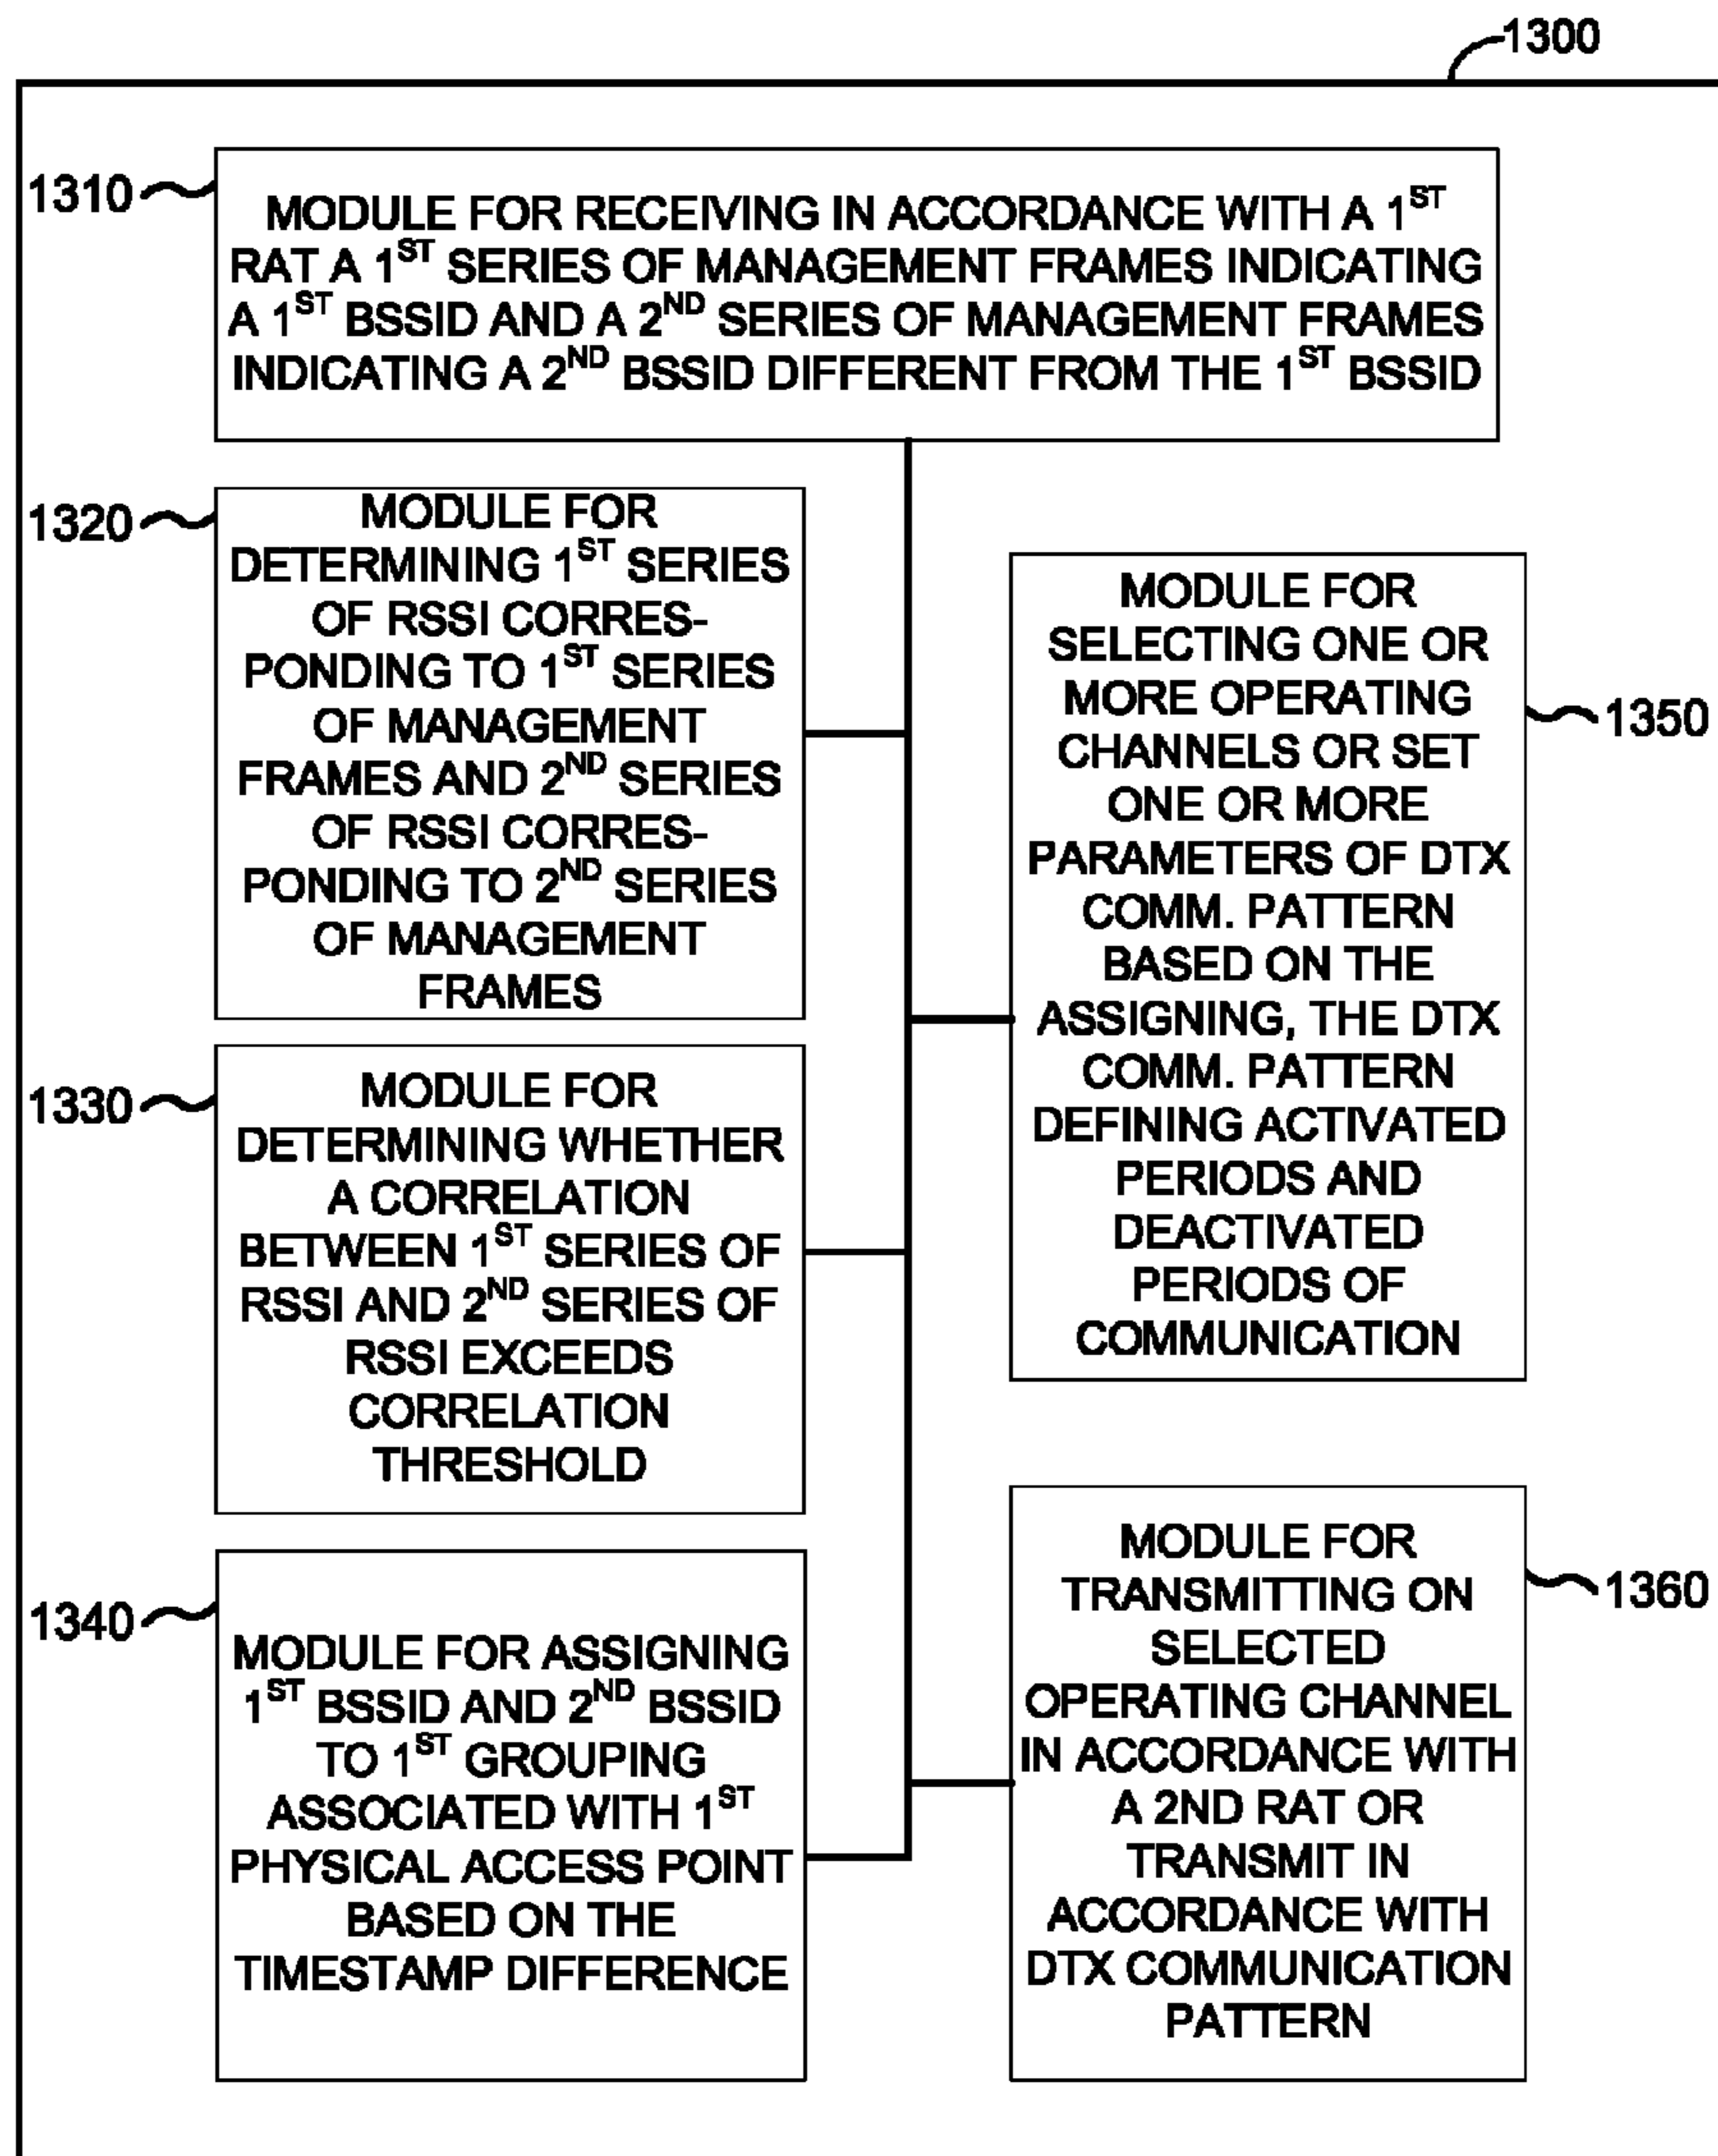 1300
1310
MODULE FOR RECEIVING IN ACCORDANCE WITH A 1ST
RAT A 1ST SERIES OF MANAGEMENT FRAMES INDICATING
A 1ST BSSID AND A 2ND SERIES OF MANAGEMENT FRAMES
INDICATING A 2ND BSSID DIFFERENT FROM THE 1ST BSSID
1320
MODULE FOR
DETERMINING 1ST SERIES
OF RSSI CORRES-
PONDING TO 1ST SERIES
OF MANAGEMENT
FRAMES AND 2ND SERIES
OF RSSI CORRES-
PONDING TO 2ND SERIES
OF MANAGEMENT
FRAMES
1330
MODULE FOR
DETERMINING WHETHER
A CORRELATION
BETWEEN 1ST SERIES OF
RSSI AND 2ND SERIES OF
RSSI EXCEEDS
CORRELATION
THRESHOLD
1340
MODULE FOR ASSIGNING
1ST BSSID AND 2ND BSSID
TO 1ST GROUPING
ASSOCIATED WITH 1ST
PHYSICAL ACCESS POINT
BASED ON THE
TIMESTAMP DIFFERENCE
MODULE FOR
SELECTING ONE OR
MORE OPERATING
CHANNELS OR SET
ONE OR MORE
PARAMETERS OF DTX
COMM. PATTERN
BASED ON THE
ASSIGNING, THE DTX
COMM. PATTERN
DEFINING ACTIVATED
PERIODS AND
DEACTIVATED
PERIODS OF
COMMUNICATION
1350
MODULE FOR
TRANSMITTING ON
SELECTED
OPERATING CHANNEL
IN ACCORDANCE WITH
A 2ND RAT OR
TRANSMIT IN
ACCORDANCE WITH
DTX COMMUNICATION
PATTERN
1360